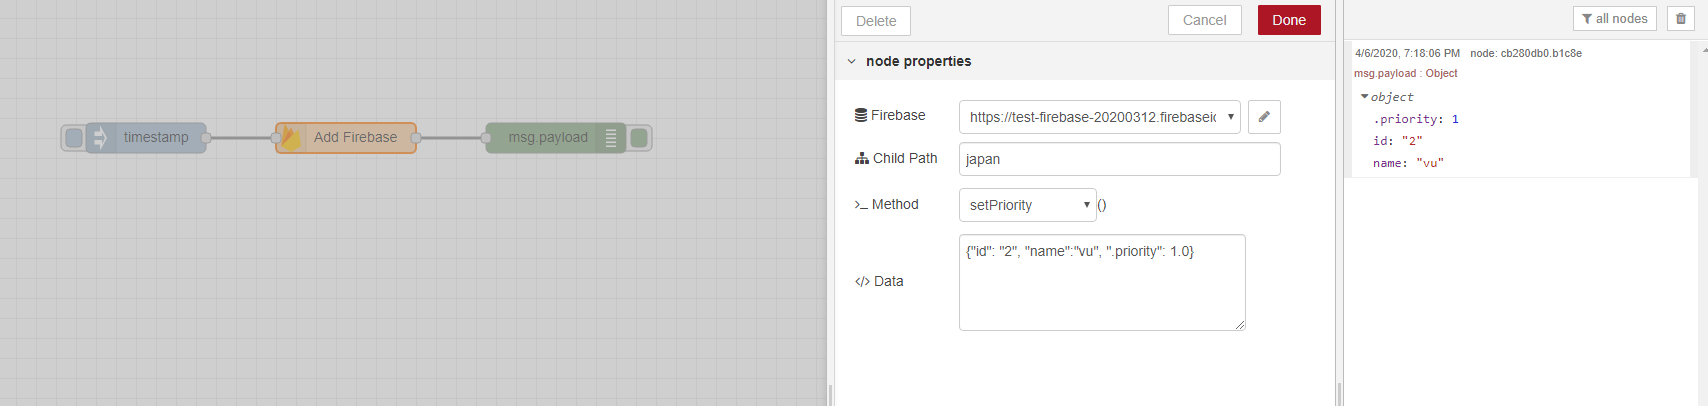 Delete
Cancel
Done
all nodes
node properties
4/6/2020, 7:18:06 PM node: cb280db0.b1c8e
msg.payload : Object
object
.priority: 1
id: "2"
name: "vu"
timestamp
Add Firebase
msg.payload
Firebase
https://test-firebase-20200312.firebaseic
Child Path
japan
Method
setPriority
()
{"id": "2", "name":"vu", ".priority": 1.0}
</> Data